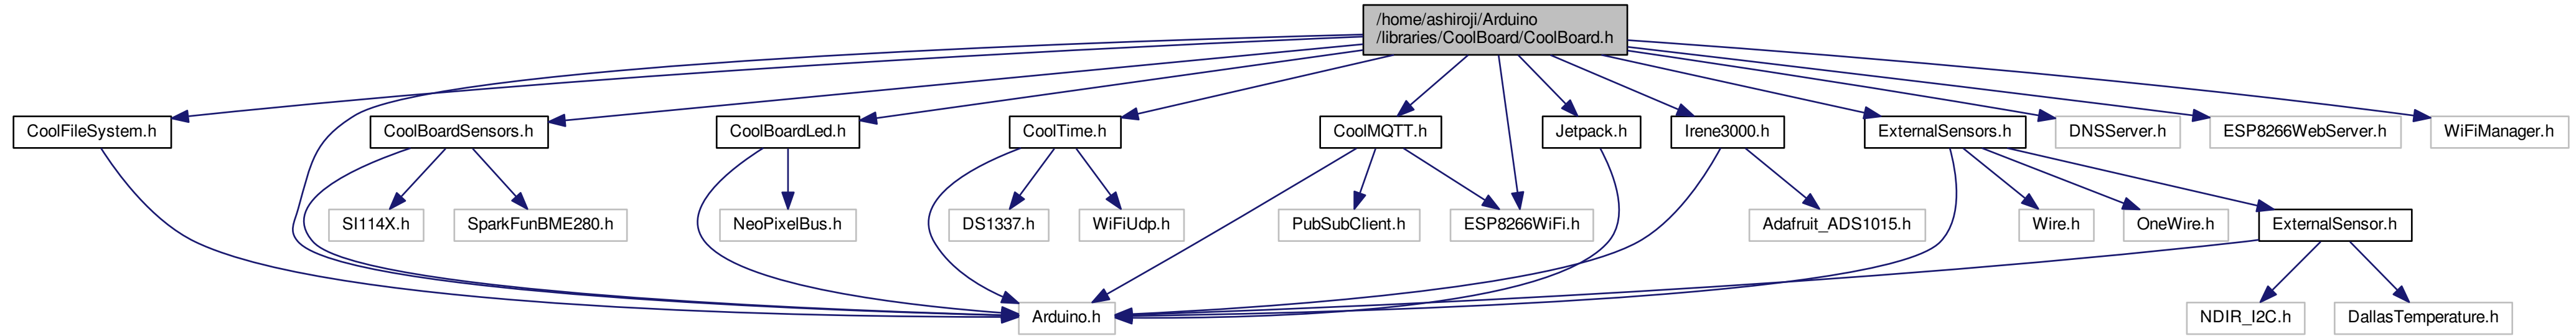 /home/ashiroji/Arduino
/libraries/CoolBoard/CoolBoard.h
CoolFileSystem.h
CoolBoardSensors.h
CoolBoardLed.h
CoolTime.h
CoolMQTT.h
Jetpack.h
Irene3000.h
ExternalSensors.h
DNSServer.h
ESP8266WebServer.h
WiFiManager.h
SI114X.h
SparkFunBME280.h
NeoPixelBus.h
DS1337.h
WiFiUdp.h
PubSubClient.h
ESP8266WiFi.h
Adafruit_ADS1015.h
Wire.h
OneWire.h
ExternalSensor.h
Arduino.h
NDIR_I2C.h
DallasTemperature.h